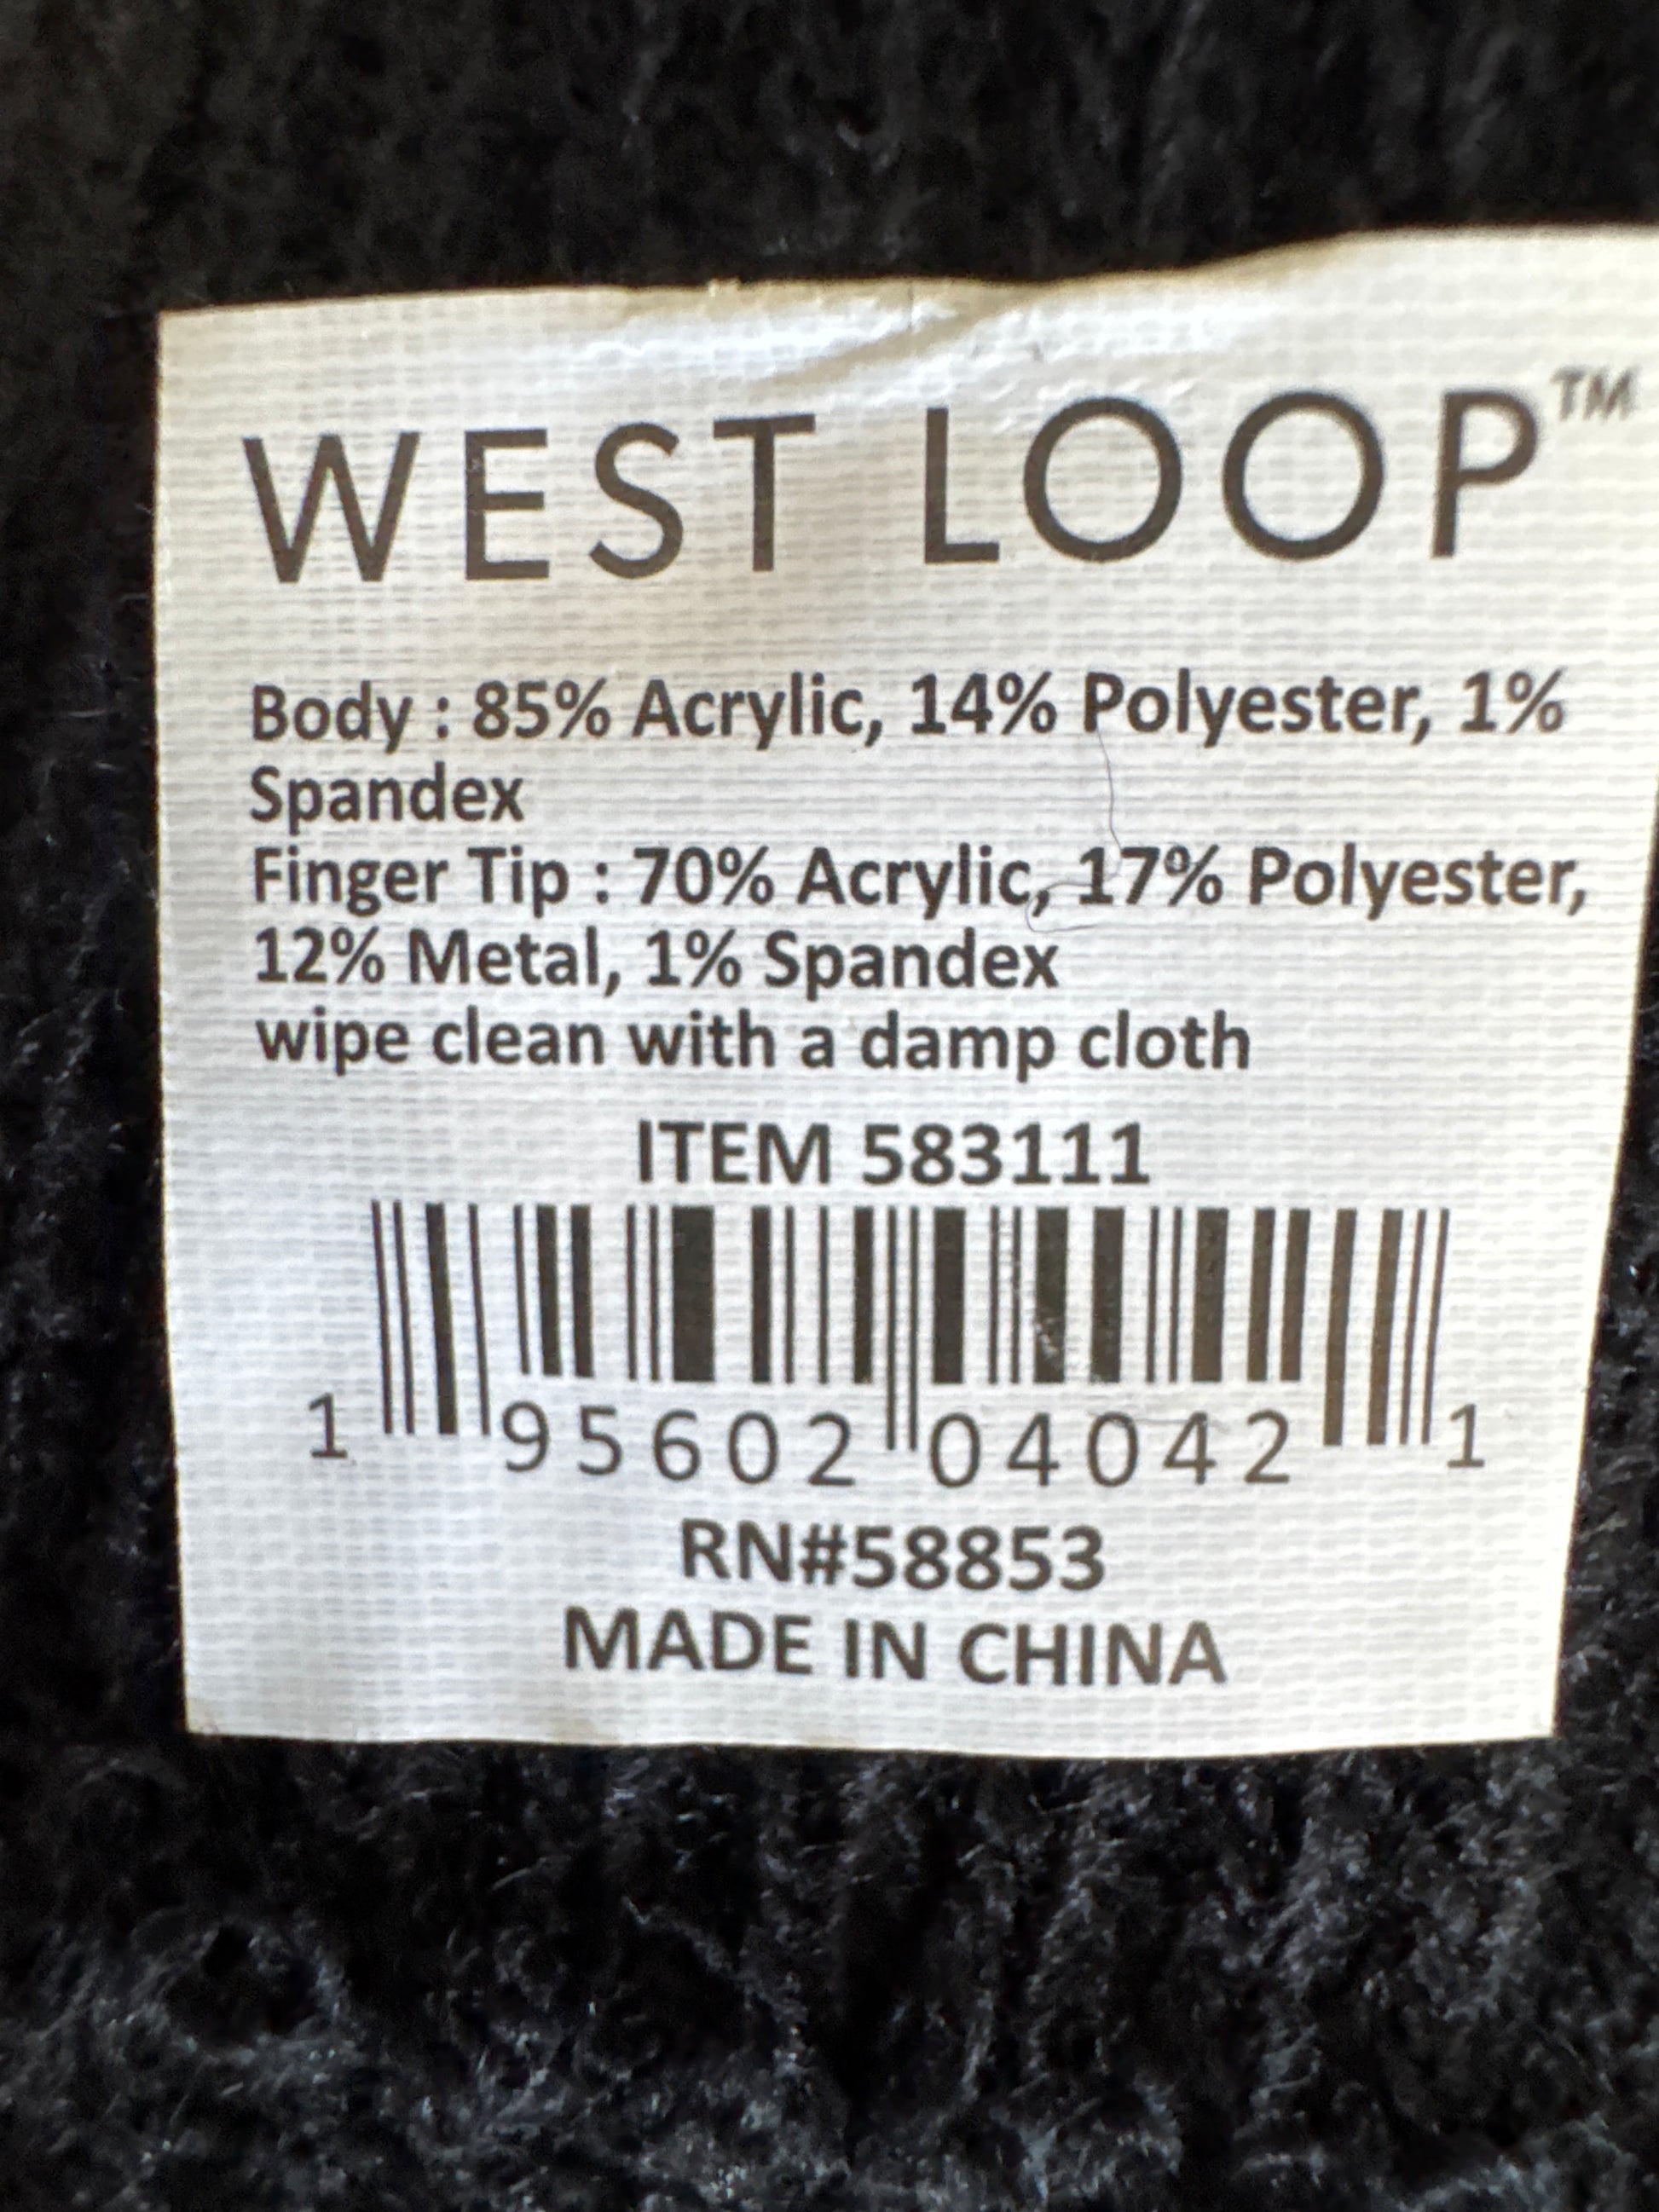 WEST LOOP™
Body : 85% Acrylic, 14% Polyester, 1%
Spandex
Finger Tip : 70% Acrylic, 17% Polyester,
12% Metal, 1% Spandex
wipe clean with a damp cloth
ITEM 583111
1 95602 04042 1
RN#58853
MADE IN CHINA